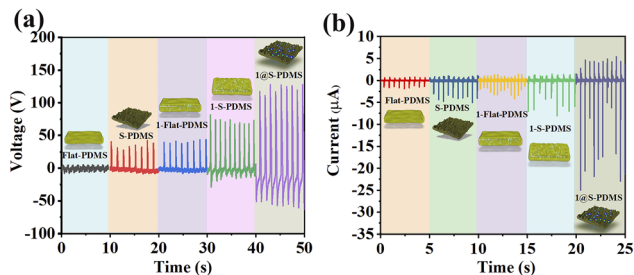 (a)
200
150
100
50
0
-50
-100
Voltage (V)
Flat-PDMS
S-PDMS
1-Flat-PDMS
1-S-PDMS
1@S-PDMS
0 10 20 30 40 50
Time (s)
(b)
10
5
0
-5
-10
-15
-20
-25
-30
-35
Current (μA)
Flat-PDMS
S-PDMS
1-Flat-PDMS
1-S-PDMS
1@S-PDMS
0 5 10 15 20 25
Time (s)